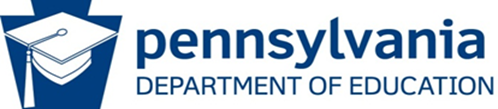 pennsylvania
DEPARTMENT OF EDUCATION